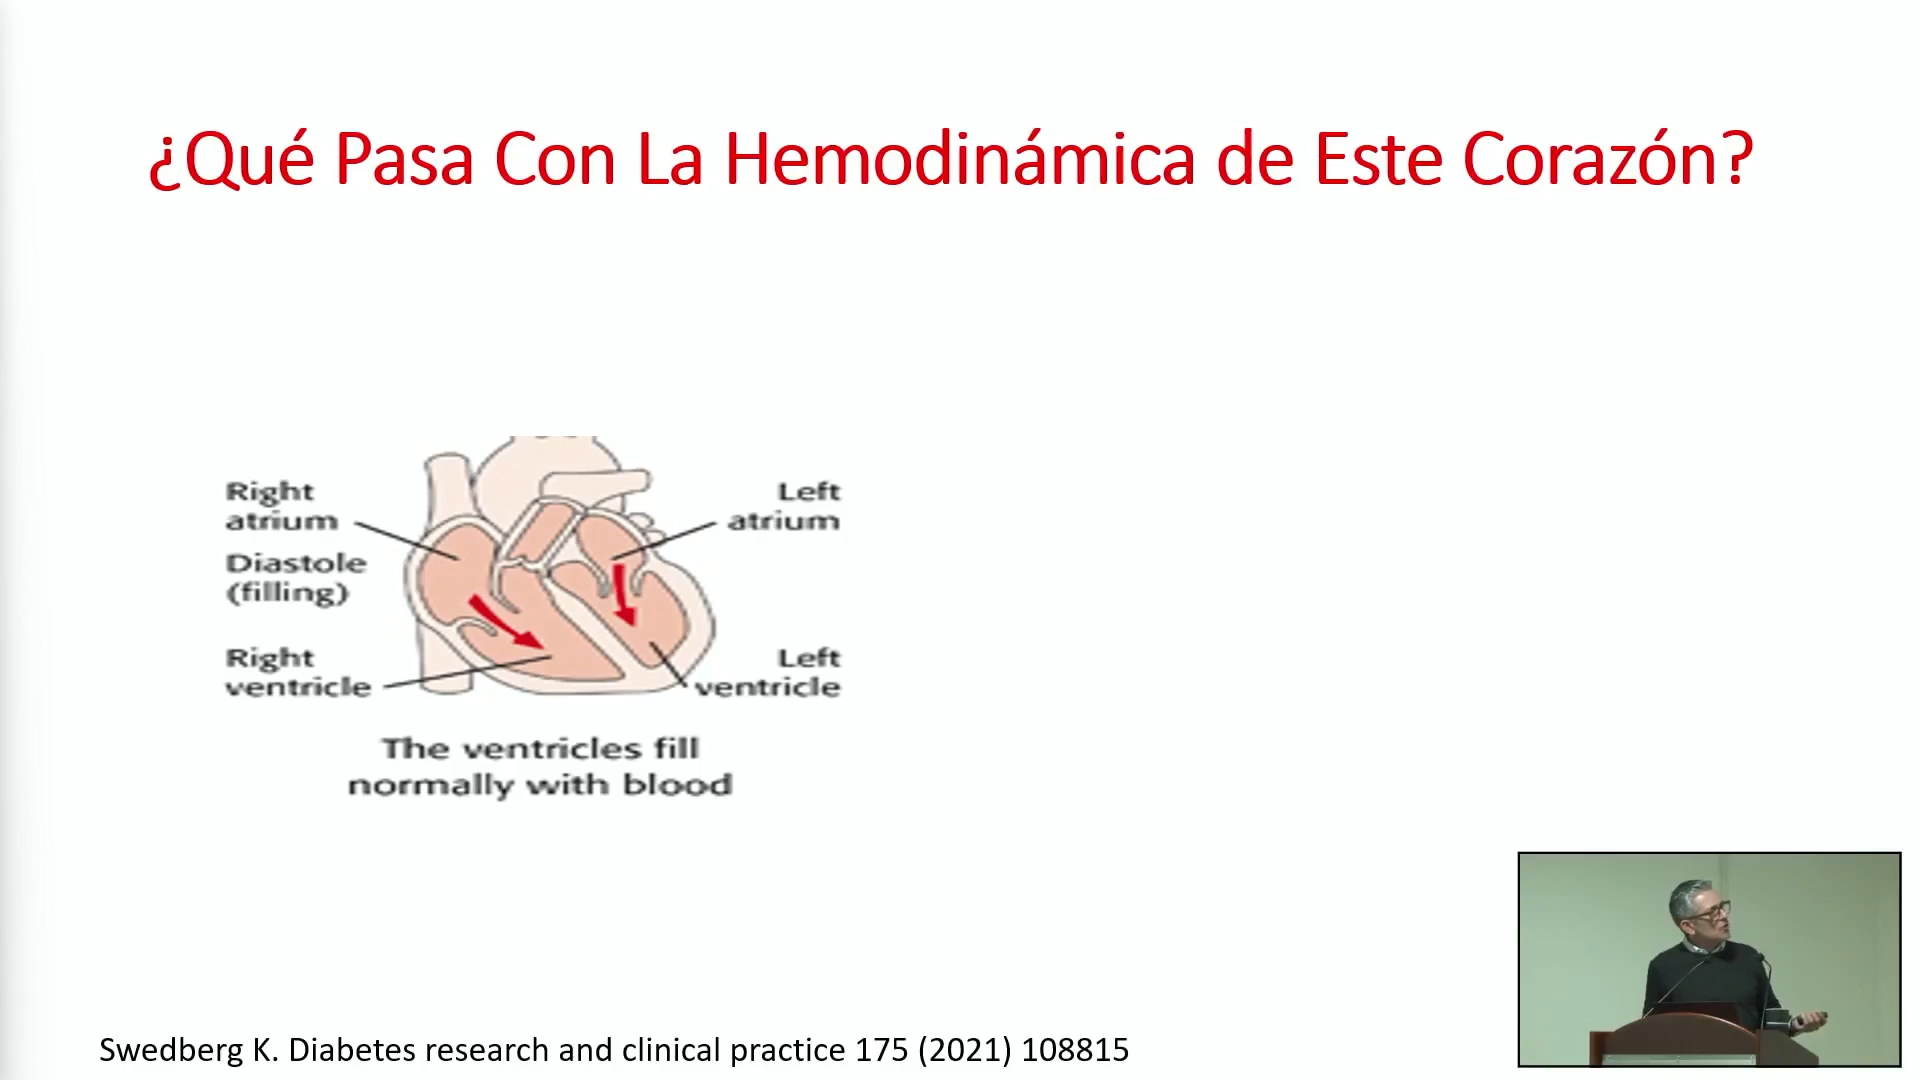 ¿Qué Pasa Con La Hemodinámica de Este Corazón?
Right
atrium
Left
atrium
Diastole
(filling)
Right
ventricle
Left
ventricle
The ventricles fill
normally with blood
Swedberg K. Diabetes research and clinical practice 175 (2021) 108815